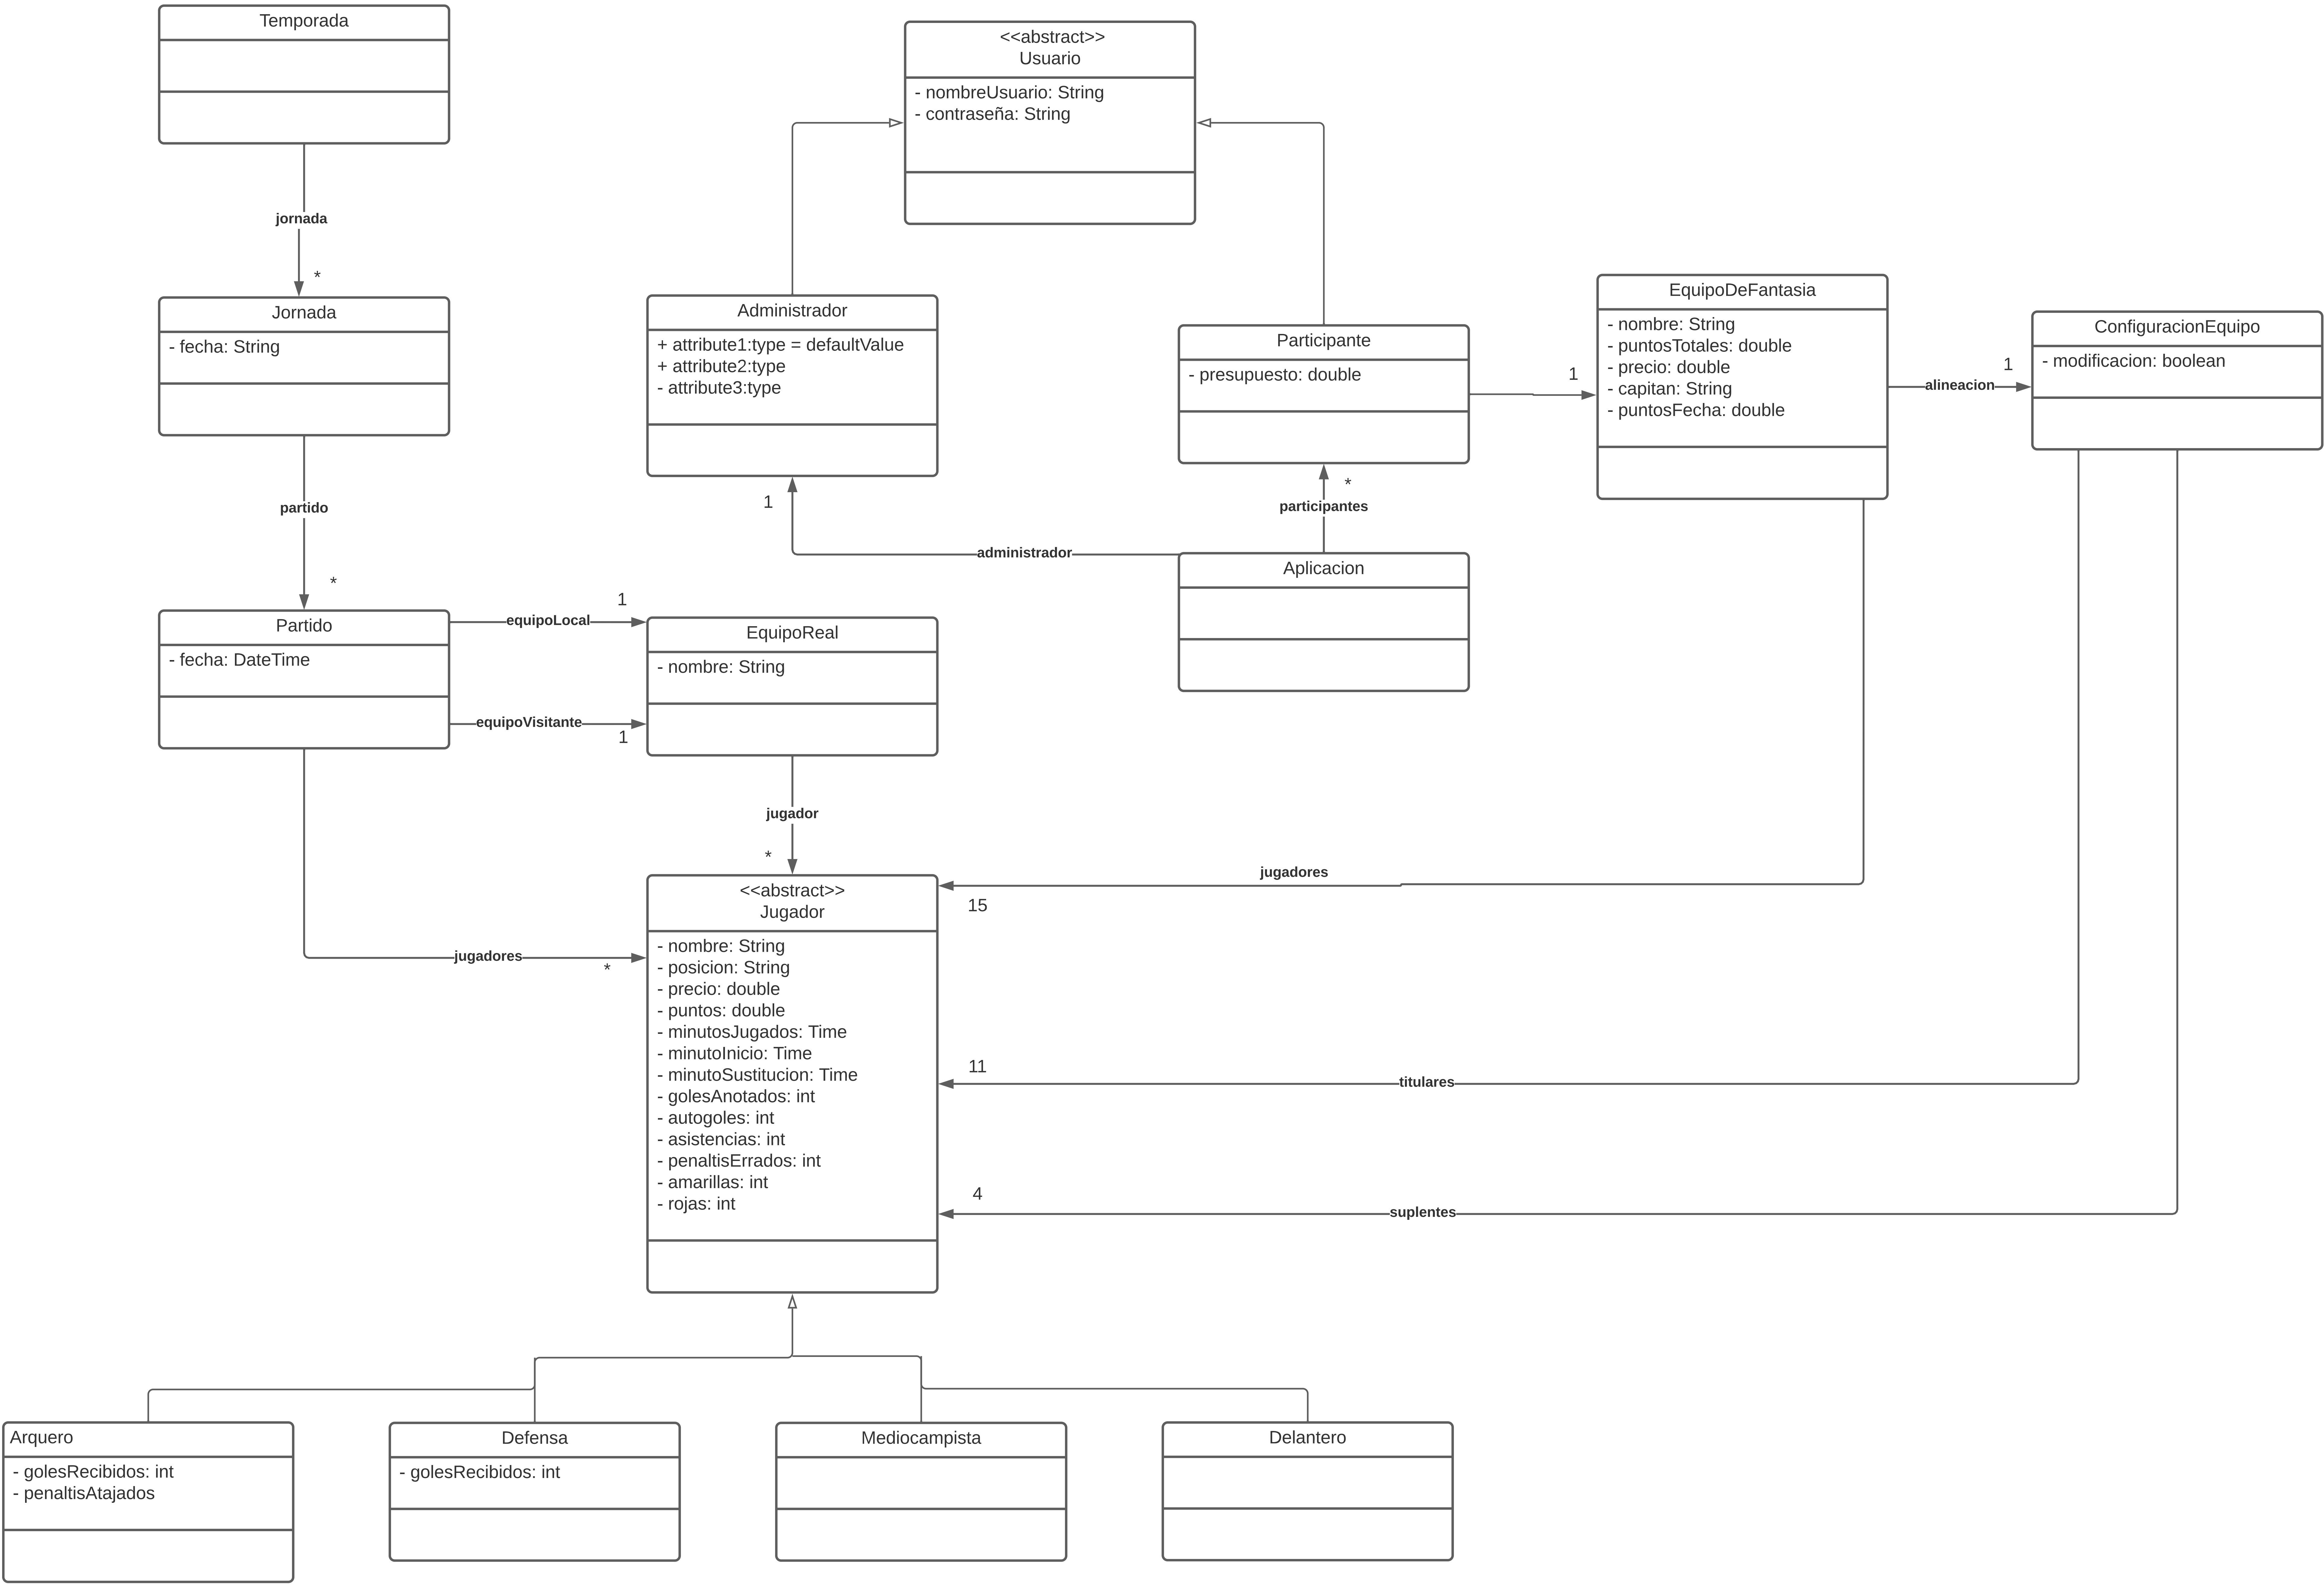 Temporada
<<abstract>>
Usuario
- nombreUsuario: String
- contraseña: String
jornada
*
Jornada
- fecha: String
Administrador
+ attribute1:type = defaultValue
+ attribute2:type
- attribute3:type
Participante
- presupuesto: double
1
EquipoDeFantasia
- nombre: String
- puntosTotales: double
- precio: double
- capitan: String
- puntosFecha: double
alineacion
1
ConfiguracionEquipo
- modificacion: boolean
partido
*
1
administrador
*
participantes
Aplicacion
Partido
- fecha: DateTime
equipoLocal
1
equipoVisitante
1
EquipoReal
- nombre: String
jugador
*
jugadores
15
jugadores
*
<<abstract>>
Jugador
- nombre: String
- posicion: String
- precio: double
- puntos: double
- minutosJugados: Time
- minutoInicio: Time
- minutoSustitucion: Time
- golesAnotados: int
- autogoles: int
- asistencias: int
- penaltisErrados: int
- amarillas: int
- rojas: int
11
titulares
4
suplentes
Arquero
- golesRecibidos: int
- penaltisAtajados
Defensa
- golesRecibidos: int
Mediocampista
Delantero